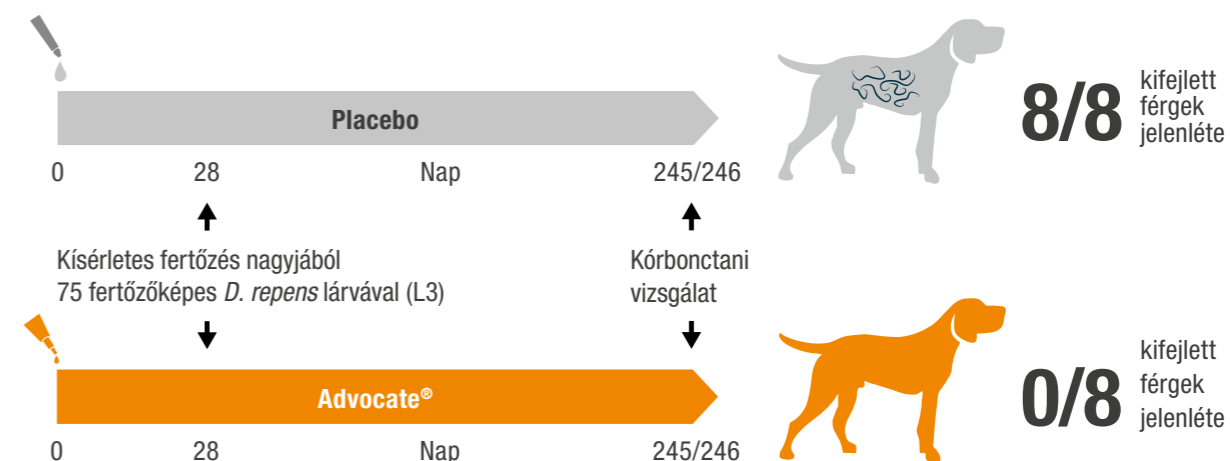 Placebo
0 28 Nap 245/246
8/8
kifejlett
férgek
jelenléte
Kísérletes fertőzés nagyjából
75 fertőzőképes D. repens lárvával (L3)
Kórbonctani
vizsgálat
Advocate®
0 28 Nap 245/246
0/8
kifejlett
férgek
jelenléte